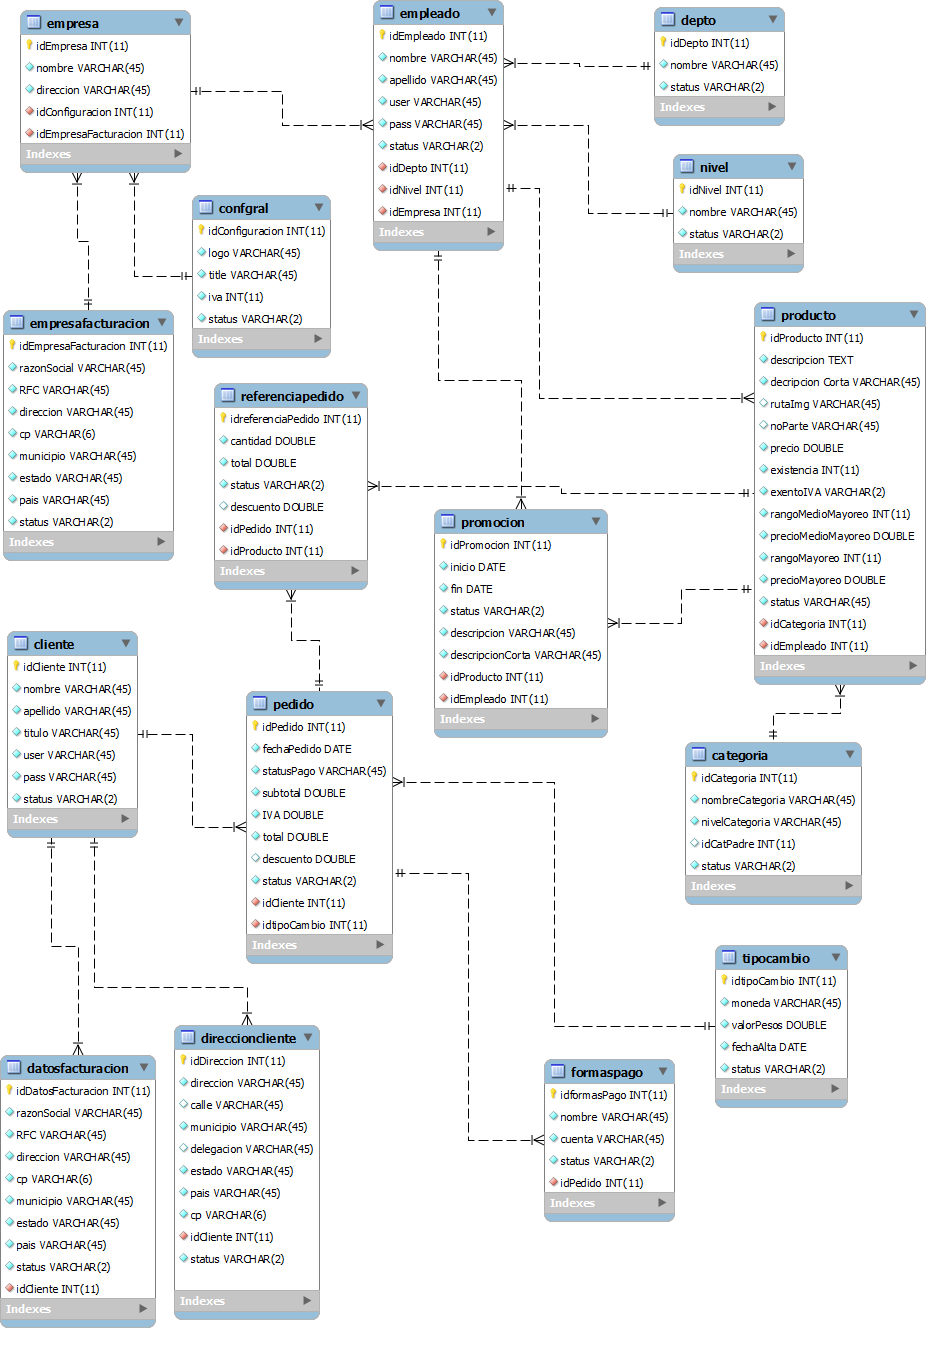 empresa
idEmpresa INT(11)
nombre VARCHAR(45)
direccion VARCHAR(45)
idConfiguracion INT(11)
idEmpresaFacturacion INT(11)
Indexes
empleado
idEmpleado INT(11)
nombre VARCHAR(45)
apellido VARCHAR(45)
user VARCHAR(45)
pass VARCHAR(45)
status VARCHAR(2)
idDepto INT(11)
idNivel INT(11)
idEmpresa INT(11)
Indexes
depto
idDepto INT(11)
nombre VARCHAR(45)
status VARCHAR(2)
Indexes
nivel
idNivel INT(11)
nombre VARCHAR(45)
status VARCHAR(2)
Indexes
confgral
idConfiguracion INT(11)
logo VARCHAR(45)
title VARCHAR(45)
iva INT(11)
status VARCHAR(2)
Indexes
empresafacturacion
idEmpresaFacturacion INT(11)
razonSocial VARCHAR(45)
RFC VARCHAR(45)
direccion VARCHAR(45)
cp VARCHAR(6)
municipio VARCHAR(45)
estado VARCHAR(45)
pais VARCHAR(45)
status VARCHAR(2)
Indexes
referenciapedido
idreferenciaPedido INT(11)
cantidad DOUBLE
total DOUBLE
status VARCHAR(2)
descuento DOUBLE
idPedido INT(11)
idProducto INT(11)
Indexes
producto
idProducto INT(11)
descripcion TEXT
decripcion Corta VARCHAR(45)
rutaImg VARCHAR(45)
noParte VARCHAR(45)
precio DOUBLE
existencia INT(11)
exentoIVA VARCHAR(2)
rangoMedioMayoreo INT(11)
precioMedioMayoreo DOUBLE
rangoMayoreo INT(11)
precioMayoreo DOUBLE
status VARCHAR(45)
idCategoria INT(11)
idEmpleado INT(11)
Indexes
promocion
idPromocion INT(11)
inicio DATE
fin DATE
status VARCHAR(2)
descripcion VARCHAR(45)
descripcionCorta VARCHAR(45)
idProducto INT(11)
idEmpleado INT(11)
Indexes
cliente
idCliente INT(11)
nombre VARCHAR(45)
apellido VARCHAR(45)
titulo VARCHAR(45)
user VARCHAR(45)
pass VARCHAR(45)
status VARCHAR(2)
Indexes
pedido
idPedido INT(11)
fechaPedido DATE
statusPago VARCHAR(45)
subtotal DOUBLE
IVA DOUBLE
total DOUBLE
descuento DOUBLE
status VARCHAR(2)
idCliente INT(11)
idtipoCambio INT(11)
Indexes
categoria
idCategoria INT(11)
nombreCategoria VARCHAR(45)
nivelCategoria VARCHAR(45)
idCatPadre INT(11)
status VARCHAR(2)
Indexes
tipocambio
idtipoCambio INT(11)
moneda VARCHAR(45)
valorPesos DOUBLE
fechaAlta DATE
status VARCHAR(2)
Indexes
datosfacturacion
idDatosFacturacion INT(11)
razonSocial VARCHAR(45)
RFC VARCHAR(45)
direccion VARCHAR(45)
cp VARCHAR(6)
municipio VARCHAR(45)
estado VARCHAR(45)
pais VARCHAR(45)
status VARCHAR(2)
idCliente INT(11)
Indexes
direccioncliente
idDireccion INT(11)
direccion VARCHAR(45)
calle VARCHAR(45)
municipio VARCHAR(45)
delegacion VARCHAR(45)
estado VARCHAR(45)
pais VARCHAR(45)
cp VARCHAR(6)
idCliente INT(11)
status VARCHAR(2)
Indexes
formaspago
idformasPago INT(11)
nombre VARCHAR(45)
cuenta VARCHAR(45)
status VARCHAR(2)
idPedido INT(11)
Indexes